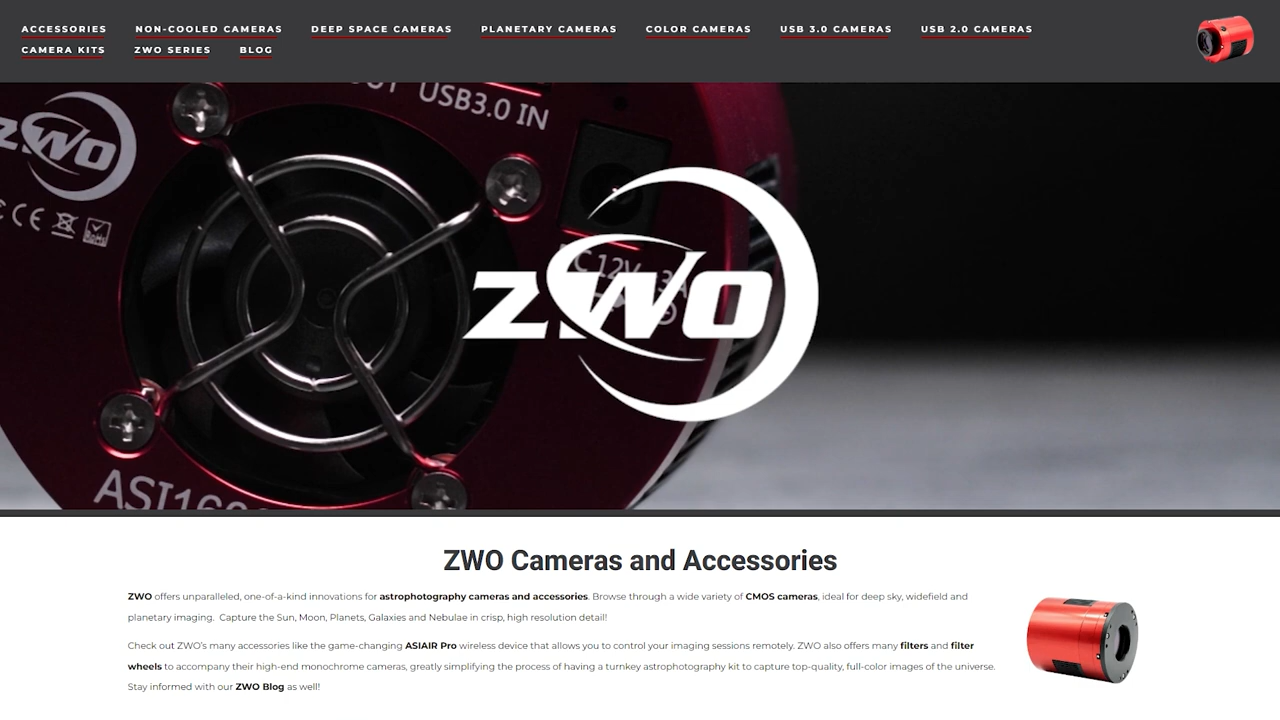 ACCESSORIES NON-COOLED CAMERAS DEEP SPACE CAMERAS PLANETARY CAMERAS COLOR CAMERAS USB 3.0 CAMERAS USB 2.0 CAMERAS
CAMERA KITS ZWO SERIES BLOG
USB3.0 IN
ZWO
CE
RoHS
ZWO
DC 12V
3A
ZWO Cameras and Accessories
ZWO offers unparalleled, one-of-a-kind innovations for astrophotography cameras and accessories. Browse through a wide variety of CMOS cameras, ideal for deep sky, widefield and
planetary imaging. Capture the Sun, Moon, Planets, Galaxies and Nebulae in crisp, high resolution detail!
Check out ZWO's many accessories like the game-changing ASIAIR Pro wireless device that allows you to control your imaging sessions remotely. ZWO also offers many filters and filter
wheels to accompany their high-end monochrome cameras, greatly simplifying the process of having a turnkey astrophotography kit to capture top-quality, full-color images of the universe.
Stay informed with our ZWO Blog as well!